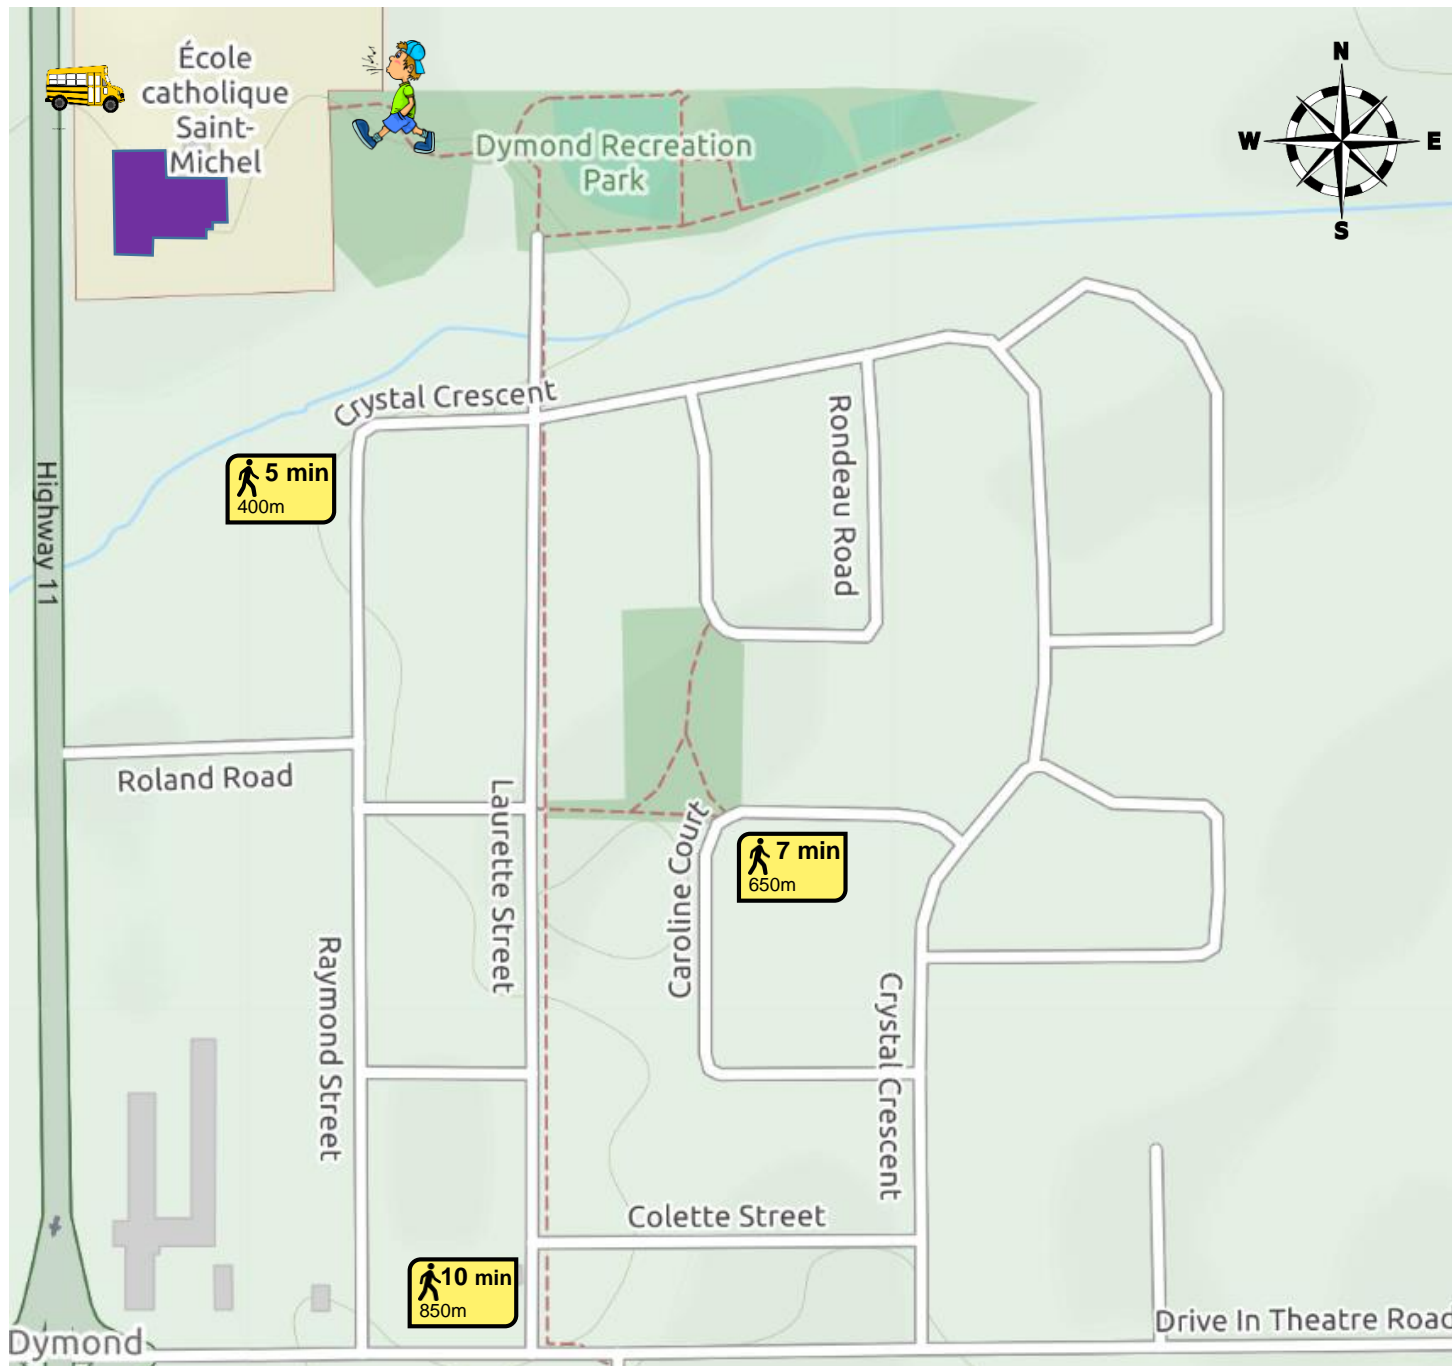 École
catholique
Saint-
Michel
Dymond Recreation
Park
N
W
E
S
Crystal Crescent
Rondeau Road
5 min
400m
Highway 11
Roland Road
Laurette Street
Caroline Court
7 min
650m
Raymond Street
Crystal Crescent
Colette Street
10 min
850m
Dymond
Drive In Theatre Road